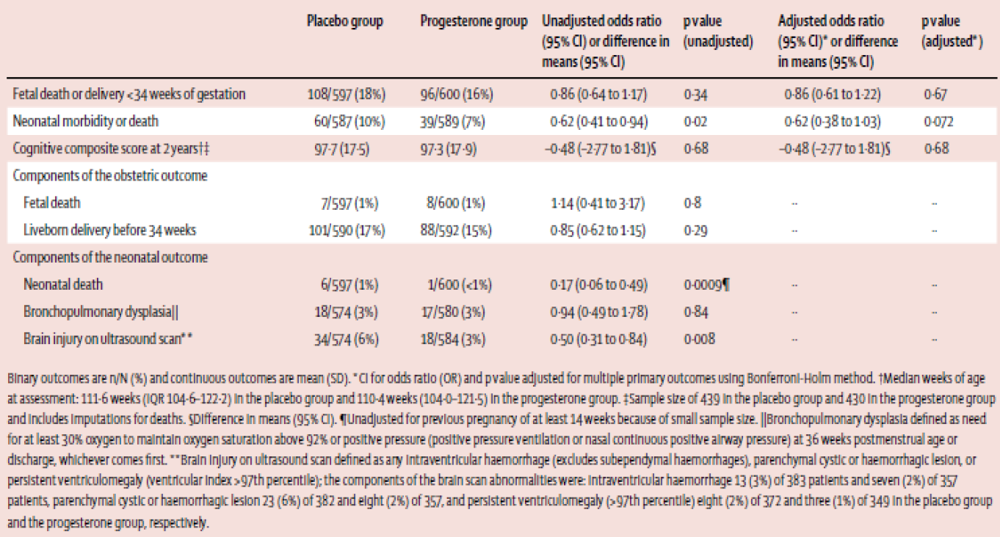 Placebo group Progesterone group Unadjusted odds ratio (95% CI) or difference in means (95% CI) p value (unadjusted) Adjusted odds ratio (95% CI)* or difference in means (95% CI) p value (adjusted*)
Fetal death or delivery <34 weeks of gestation 108/597 (18%) 96/600 (16%) 0·86 (0·64 to 1·17) 0·34 0·86 (0·61 to 1·22) 0·67
Neonatal morbidity or death 60/587 (10%) 39/589 (7%) 0·62 (0·41 to 0·94) 0·02 0·62 (0·38 to 1·03) 0·072
Cognitive composite score at 2 years†‡ 97·7 (17·5) 97·3 (17·9) –0·48 (–2·77 to 1·81)§ 0·68 –0·48 (–2·77 to 1·81)§ 0·68
Components of the obstetric outcome
Fetal death 7/597 (1%) 8/600 (1%) 1·14 (0·41 to 3·17) 0·8 ·· ··
Liveborn delivery before 34 weeks 101/590 (17%) 88/592 (15%) 0·85 (0·62 to 1·15) 0·29 ·· ··
Components of the neonatal outcome
Neonatal death 6/597 (1%) 1/600 (<1%) 0·17 (0·06 to 0·49) 0·0009¶ ·· ··
Bronchopulmonary dysplasia|| 18/574 (3%) 17/580 (3%) 0·94 (0·49 to 1·78) 0·84 ·· ··
Brain injury on ultrasound scan** 34/574 (6%) 18/584 (3%) 0·50 (0·31 to 0·84) 0·008 ·· ··
Binary outcomes are n/N (%) and continuous outcomes are mean (SD). *CI for odds ratio (OR) and p value adjusted for multiple primary outcomes using Bonferroni-Holm method. †Median weeks of age
at assessment: 111·6 weeks (IQR 104·6–122·2) in the placebo group and 110·4 weeks (104·0–121·5) in the progesterone group. ‡Sample size of 439 in the placebo group and 430 in the progesterone group
and includes imputations for deaths. §Difference in means (95% CI). ¶Unadjusted for previous pregnancy of at least 14 weeks because of small sample size. ||Bronchopulmonary dysplasia defined as need
for at least 30% oxygen to maintain oxygen saturation above 92% or positive pressure (positive pressure ventilation or nasal continuous positive airway pressure) at 36 weeks postmenstrual age or
discharge, whichever comes first. **Brain injury on ultrasound scan defined as any intraventricular haemorrhage (excludes subependymal haemorrhages), parenchymal cystic or haemorrhagic lesion, or
persistent ventriculomegaly (ventricular index >97th percentile); the components of the brain scan abnormalities were: intraventricular haemorrhage 13 (3%) of 383 patients and seven (2%) of 357
patients, parenchymal cystic or haemorrhagic lesion 23 (6%) of 382 and eight (2%) of 357, and persistent ventriculomegaly (>97th percentile) eight (2%) of 372 and three (1%) of 349 in the placebo group
and the progesterone group, respectively.